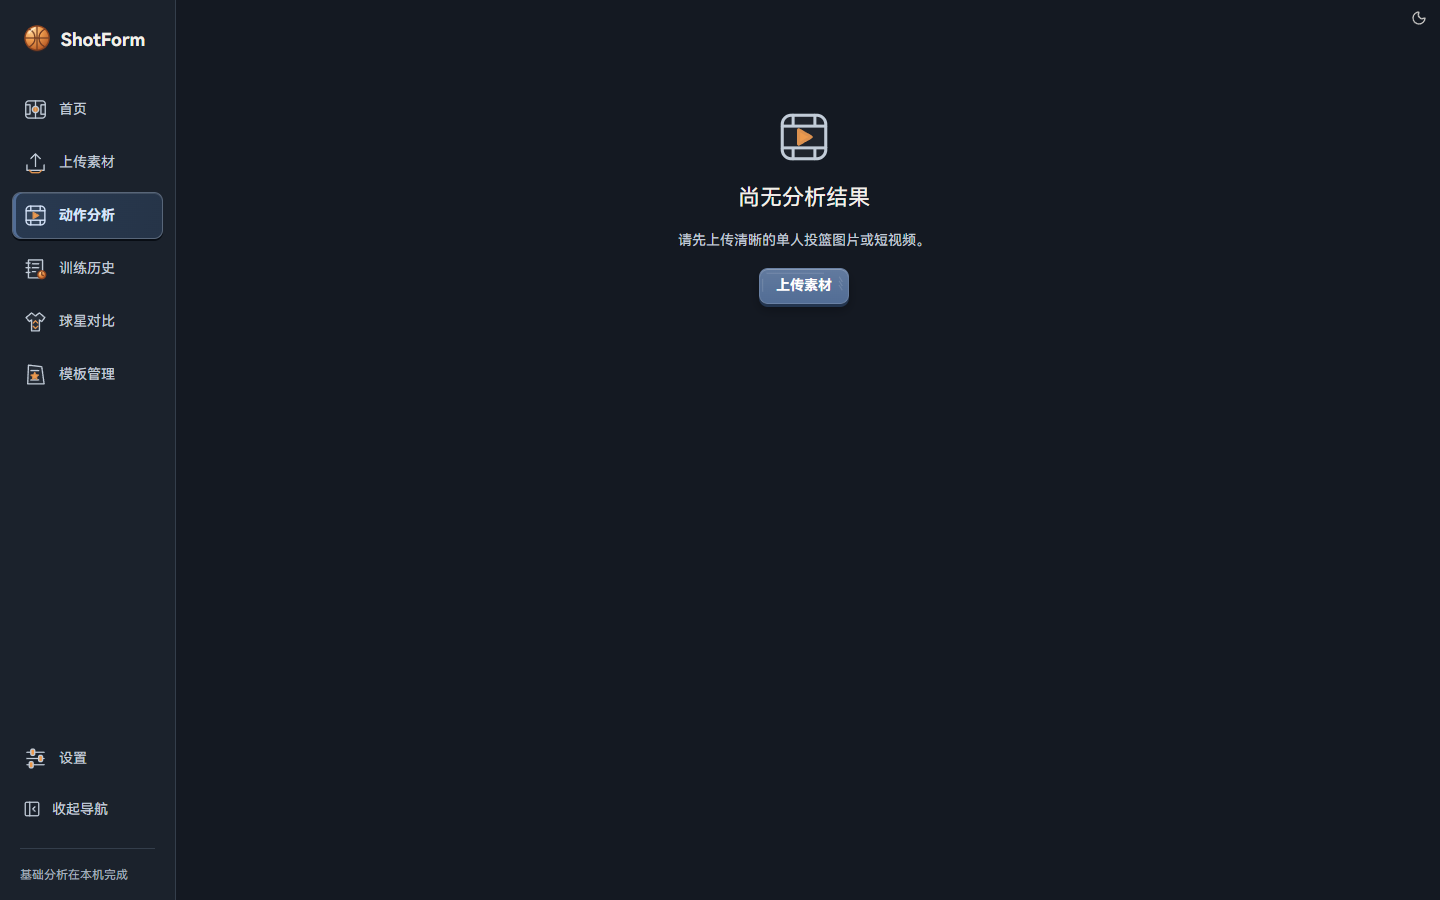 ShotForm
首页
上传素材
动作分析
训练历史
球星对比
模板管理
设置
收起导航
基础分析在本机完成
尚无分析结果
请先上传清晰的单人投篮图片或短视频。
上传素材